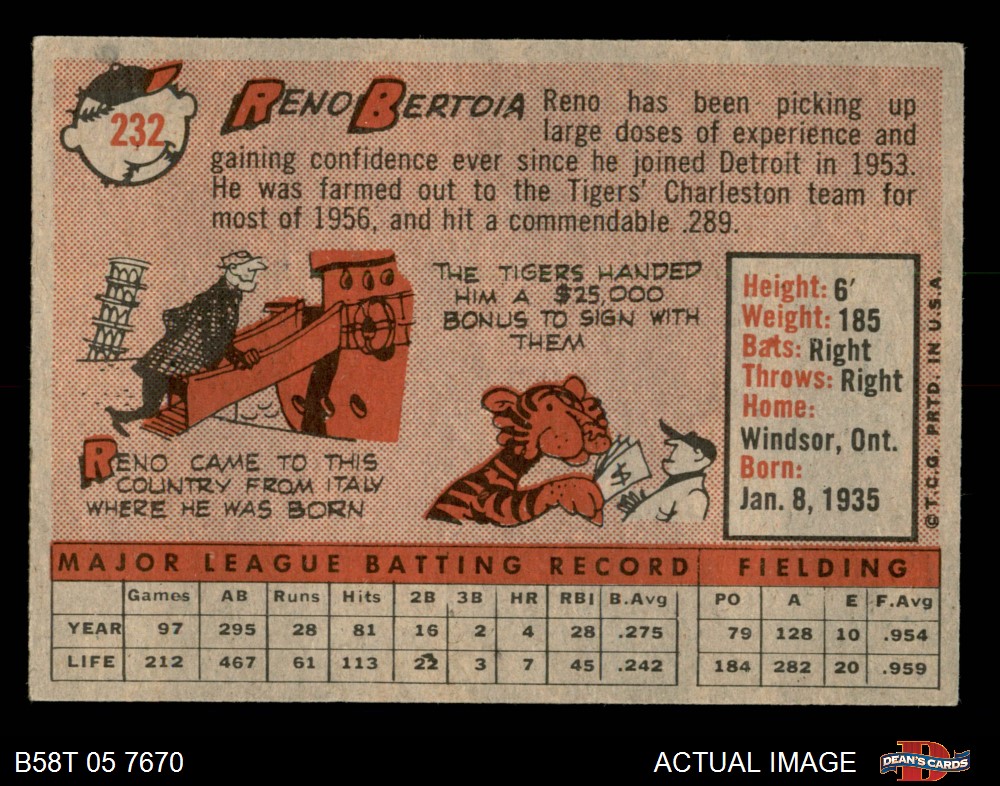 232
RENO BERTOIA
Reno has been picking up
large doses of experience and
gaining confidence ever since he joined Detroit in 1953.
He was farmed out to the Tigers' Charleston team for
most of 1956, and hit a commendable .289.
THE TIGERS HANDED
HIM A $25,000
BONUS TO SIGN WITH
THEM
$
RENO CAME TO THIS
COUNTRY FROM ITALY
WHERE HE WAS BORN
Height: 6'
Weight: 185
Bats: Right
Throws: Right
Home:
Windsor, Ont.
Born:
Jan. 8, 1935
© T.C.G. PRTD. IN U.S.A.
MAJOR LEAGUE BATTING RECORD FIELDING
Games AB Runs Hits 2B 3B HR RBI B.Avg PO A E F.Avg
YEAR 97 295 28 81 16 2 4 28 .275 79 128 10 .954
LIFE 212 467 61 113 22 3 7 45 .242 184 282 20 .959
B58T 05 7670
ACTUAL IMAGE
D
DEAN'S CARDS